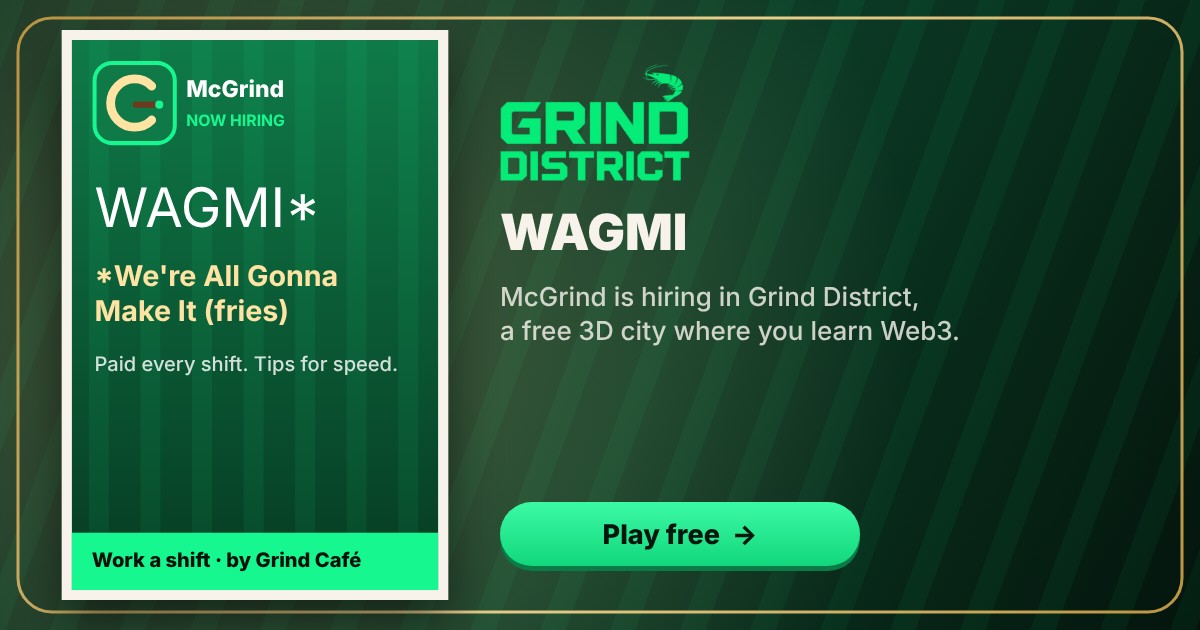 McGrind
NOW HIRING
WAGMI*
*We're All Gonna
Make It (fries)
Paid every shift. Tips for speed.
Work a shift · by Grind Café
GRIND
DISTRICT
WAGMI
McGrind is hiring in Grind District,
a free 3D city where you learn Web3.
Play free →